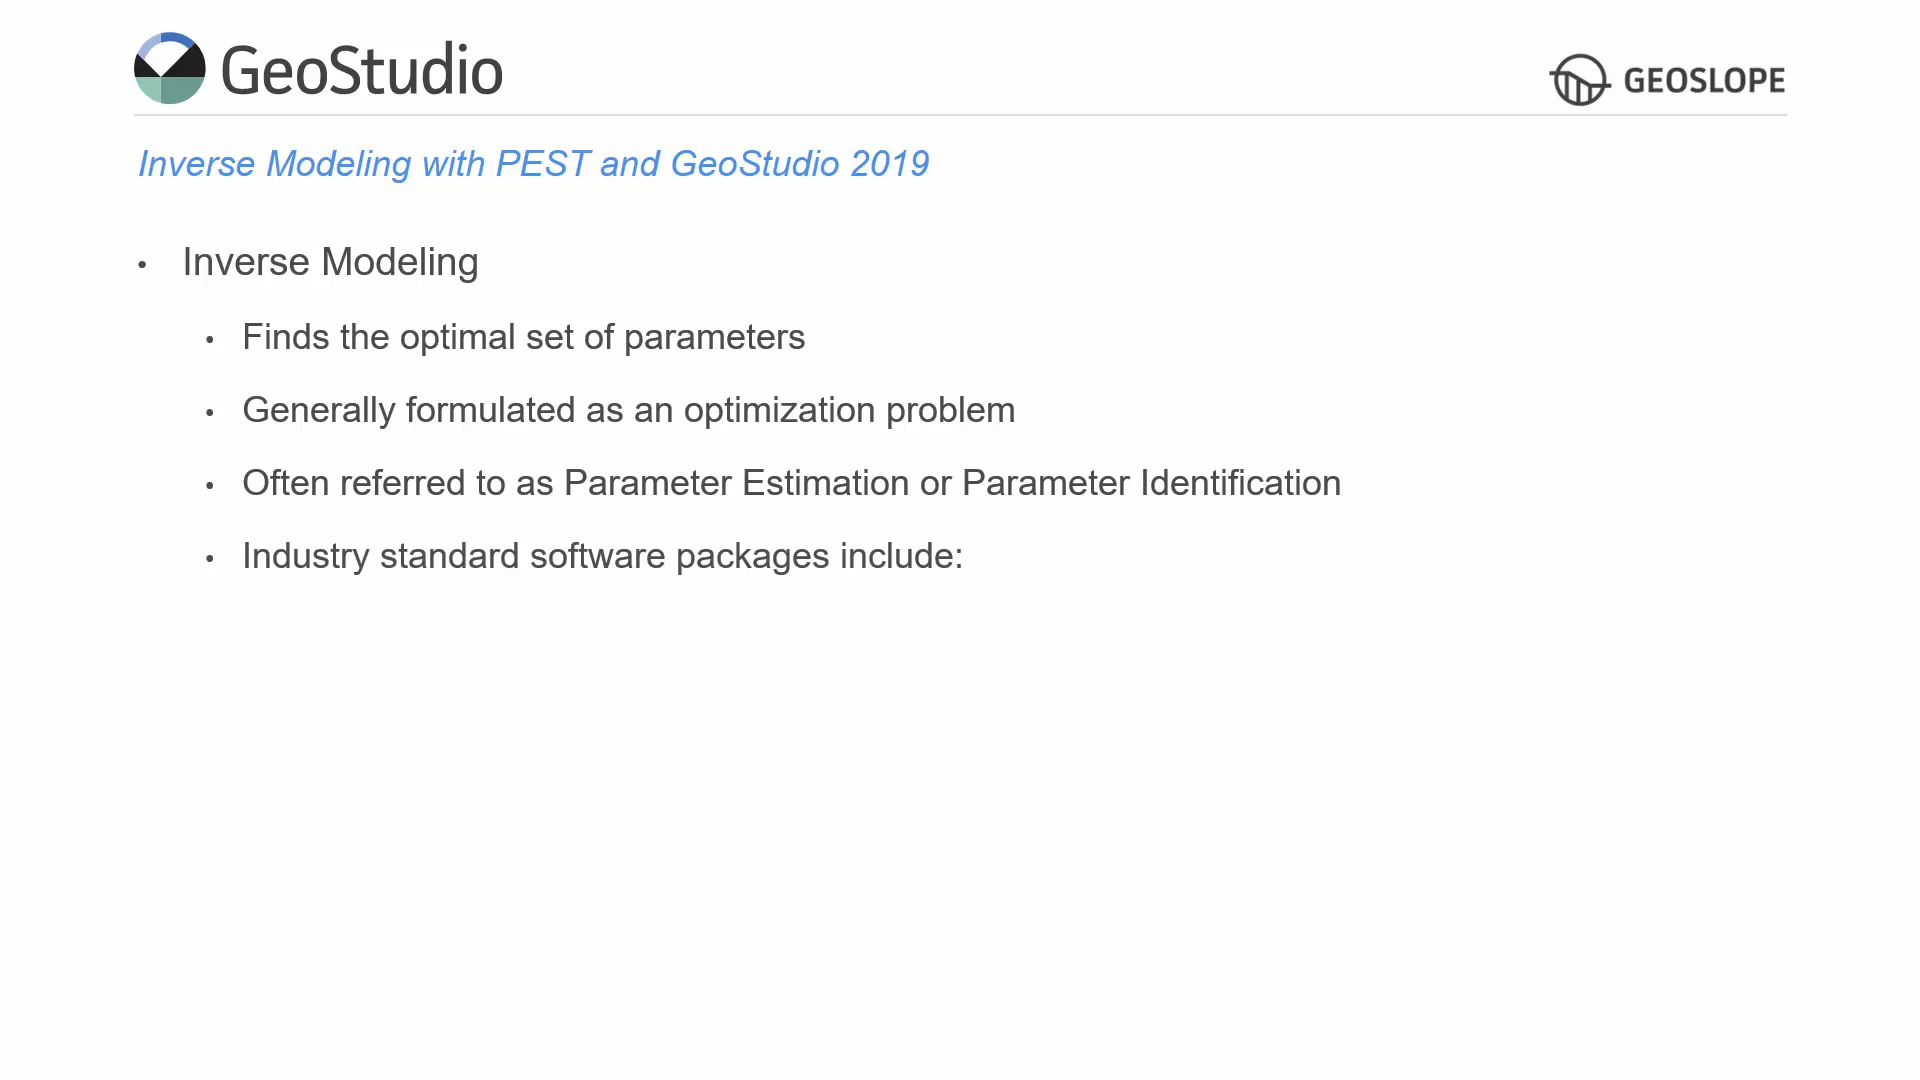 GeoStudio
GEOSLOPE
Inverse Modeling with PEST and GeoStudio 2019
• Inverse Modeling
• Finds the optimal set of parameters
• Generally formulated as an optimization problem
• Often referred to as Parameter Estimation or Parameter Identification
• Industry standard software packages include: